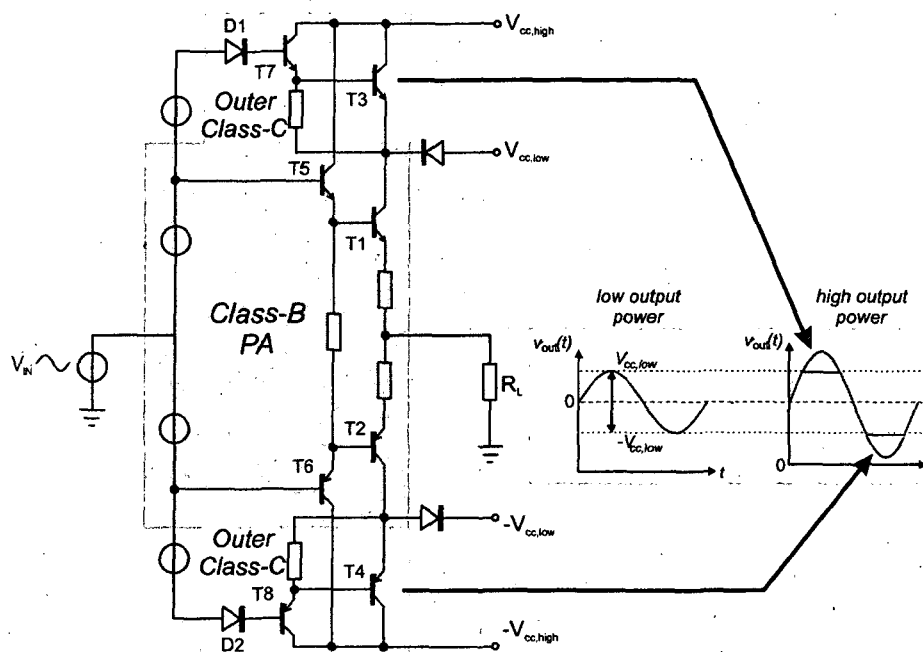 D1
V_cc,high
T7
T3
Outer
Class-C
V_cc,low
T5
T1
Class-B
PA
low output
power
high output
power
v_out(t)
V_cc,low
v_out(t)
V_IN
R_L
0
0
-V_cc,low
T2
T6
t
0
-V_cc,low
Outer
Class-C
T4
T8
D2
-V_cc,high